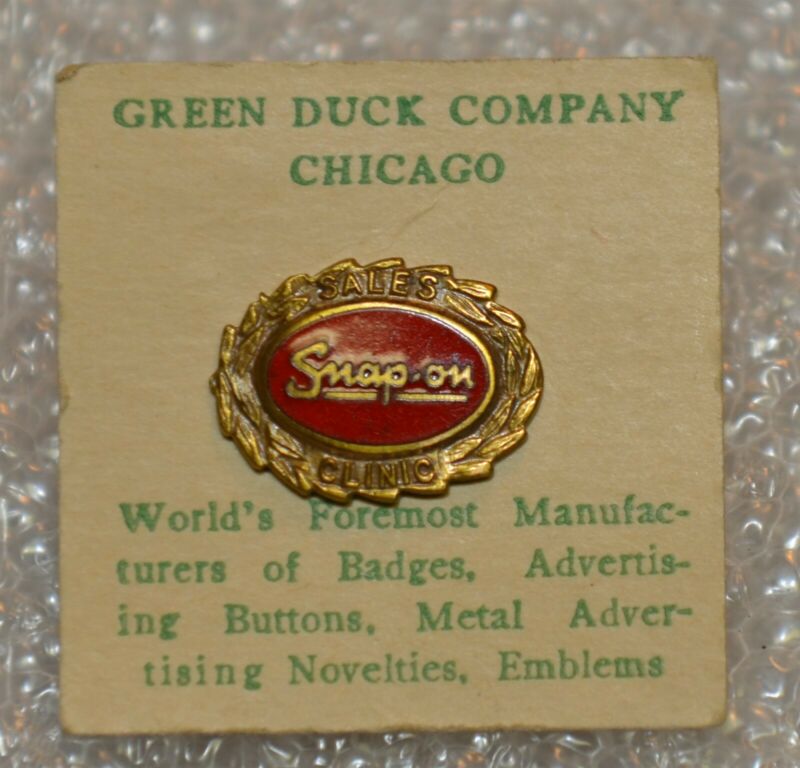 GREEN DUCK COMPANY
CHICAGO
SALES
Snap-on
CLINIC
World's Foremost Manufac-
turers of Badges, Advertis-
ing Buttons, Metal Adver-
tising Novelties, Emblems